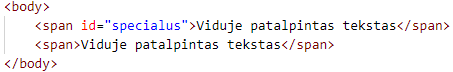 <body>
<span id="specialus">Viduje patalpintas tekstas</span>
<span>Viduje patalpintas tekstas</span>
</body>